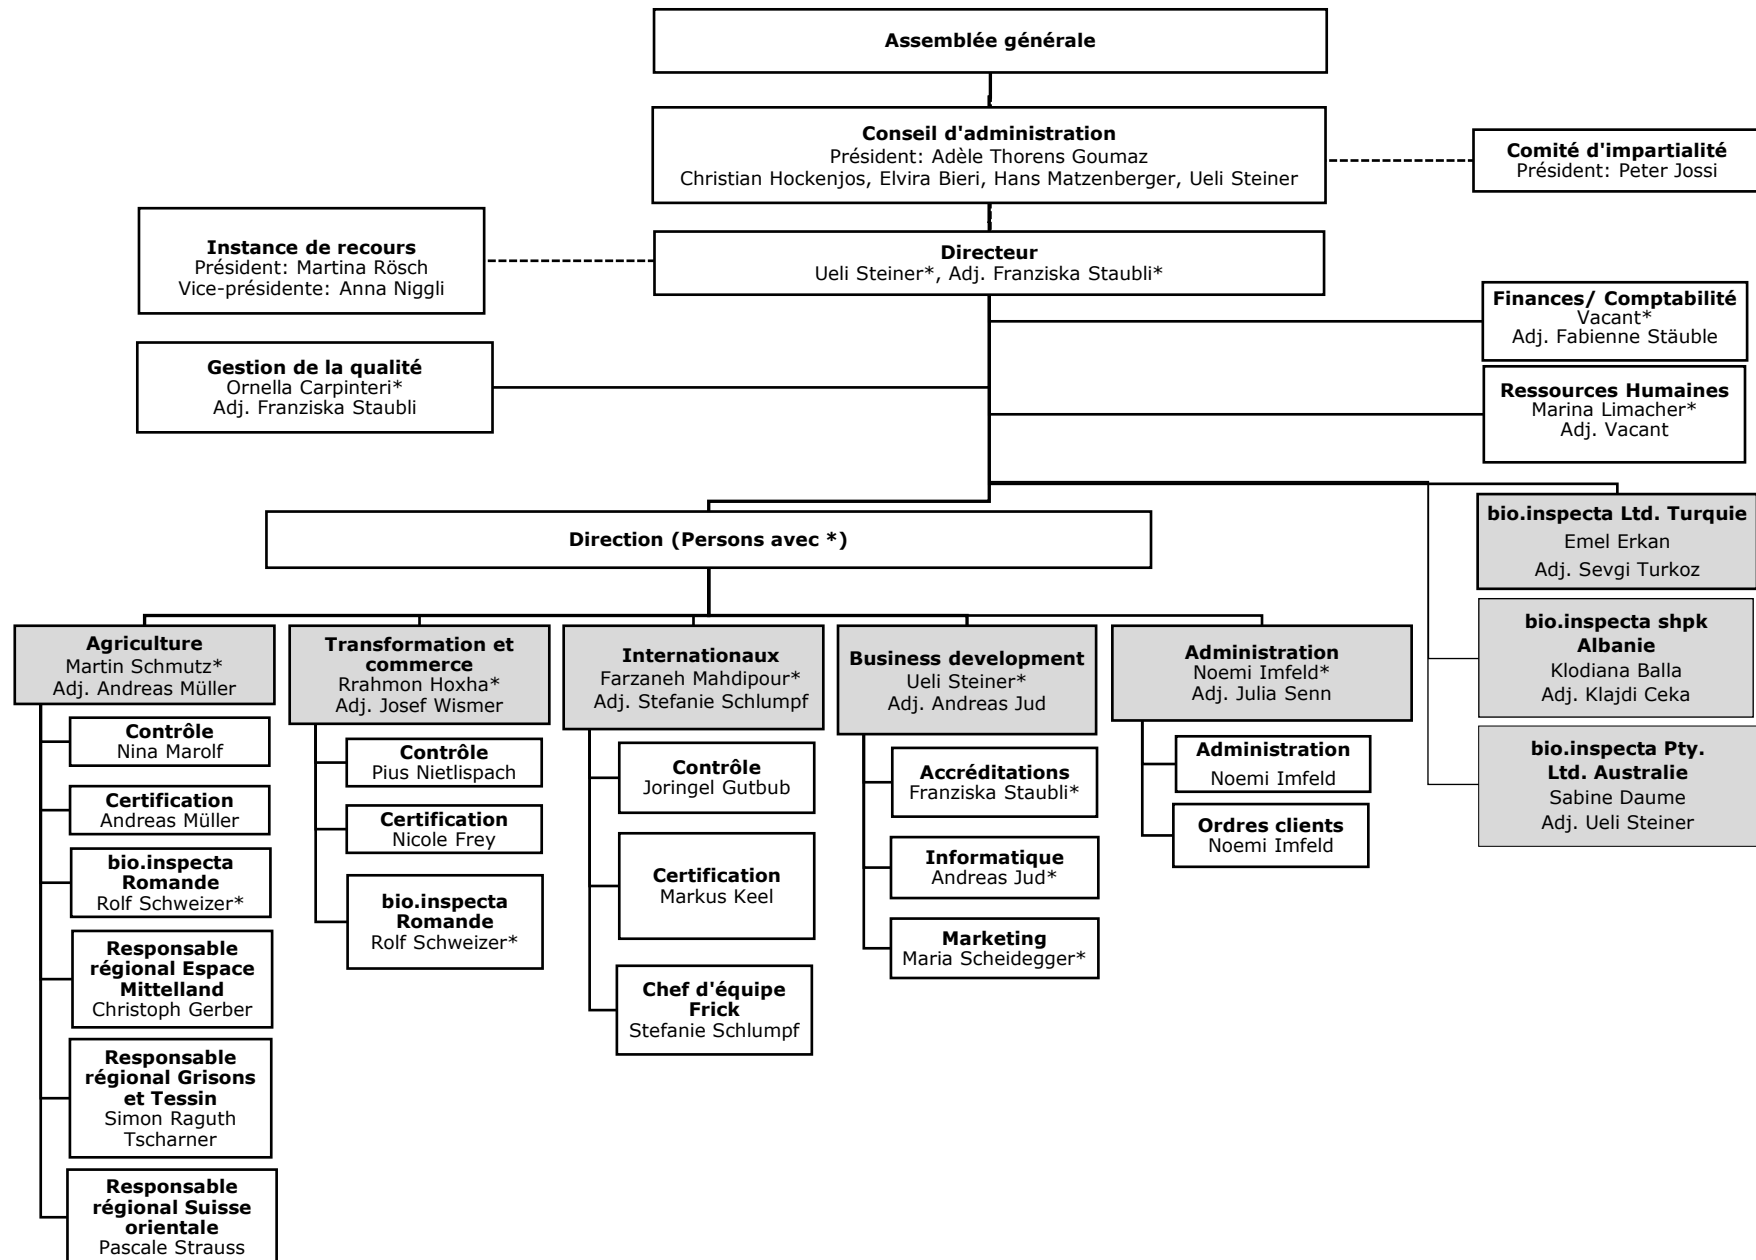 Assemblée générale
Conseil d'administration
Président: Adèle Thorens Goumaz
Christian Hockenjos, Elvira Bieri, Hans Matzenberger, Ueli Steiner
Comité d'impartialité
Président: Peter Jossi
Instance de recours
Président: Martina Rösch
Vice-présidente: Anna Niggli
Directeur
Ueli Steiner*, Adj. Franziska Staubli*
Finances/ Comptabilité
Vacant*
Adj. Fabienne Stäuble
Gestion de la qualité
Ornella Carpinteri*
Adj. Franziska Staubli
Ressources Humaines
Marina Limacher*
Adj. Vacant
Direction (Persons avec *)
bio.inspecta Ltd. Turquie
Emel Erkan
Adj. Sevgi Turkoz
bio.inspecta shpk
Albanie
Klodiana Balla
Adj. Klajdi Ceka
bio.inspecta Pty.
Ltd. Australie
Sabine Daume
Adj. Ueli Steiner
Agriculture
Martin Schmutz*
Adj. Andreas Müller
Contrôle
Nina Marolf
Certification
Andreas Müller
bio.inspecta
Romande
Rolf Schweizer*
Responsable
régional Espace
Mittelland
Christoph Gerber
Responsable
régional Grisons
et Tessin
Simon Raguth
Tscharner
Responsable
régional Suisse
orientale
Pascale Strauss
Transformation et
commerce
Rrahmon Hoxha*
Adj. Josef Wismer
Contrôle
Pius Nietlispach
Certification
Nicole Frey
bio.inspecta
Romande
Rolf Schweizer*
Internationaux
Farzaneh Mahdipour*
Adj. Stefanie Schlumpf
Contrôle
Joringel Gutbub
Certification
Markus Keel
Chef d'équipe
Frick
Stefanie Schlumpf
Business development
Ueli Steiner*
Adj. Andreas Jud
Accréditations
Franziska Staubli*
Informatique
Andreas Jud*
Marketing
Maria Scheidegger*
Administration
Noemi Imfeld*
Adj. Julia Senn
Administration
Noemi Imfeld
Ordres clients
Noemi Imfeld